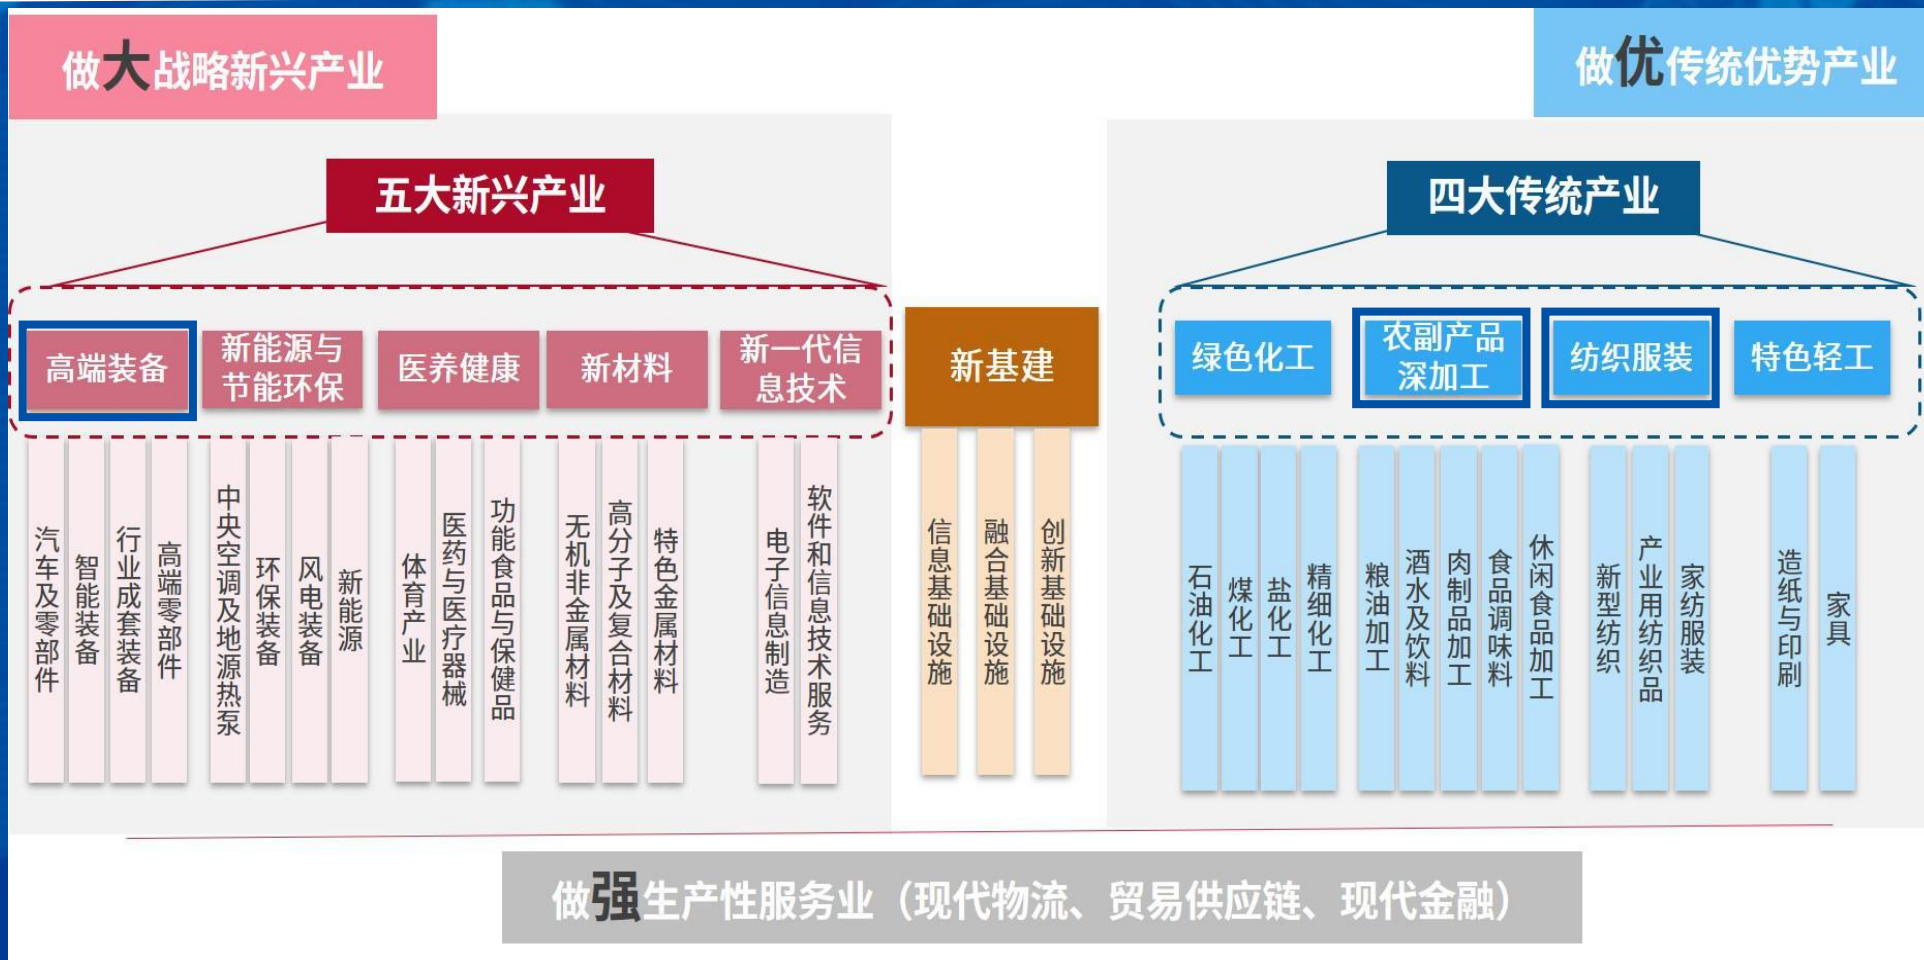 做大战略新兴产业
做优传统优势产业
五大新兴产业
四大传统产业
高端装备
新能源与
节能环保
医养健康
新材料
新一代信
息技术
新基建
绿色化工
农副产品
深加工
纺织服装
特色轻工
汽车及零部件
智能装备
行业成套装备
高端零部件
中央空调及地源热泵
环保装备
风电装备
新能源
体育产业
医药与医疗器械
功能食品与保健品
无机非金属材料
高分子及复合材料
特色金属材料
电子信息制造
软件和信息技术服务
信息基础设施
融合基础设施
创新基础设施
石油化工
煤化工
盐化工
精细化工
粮油加工
酒水及饮料
肉制品加工
食品调味料
休闲食品加工
新型纺织
产业用纺织品
家纺服装
造纸与印刷
家具
做强生产性服务业（现代物流、贸易供应链、现代金融）